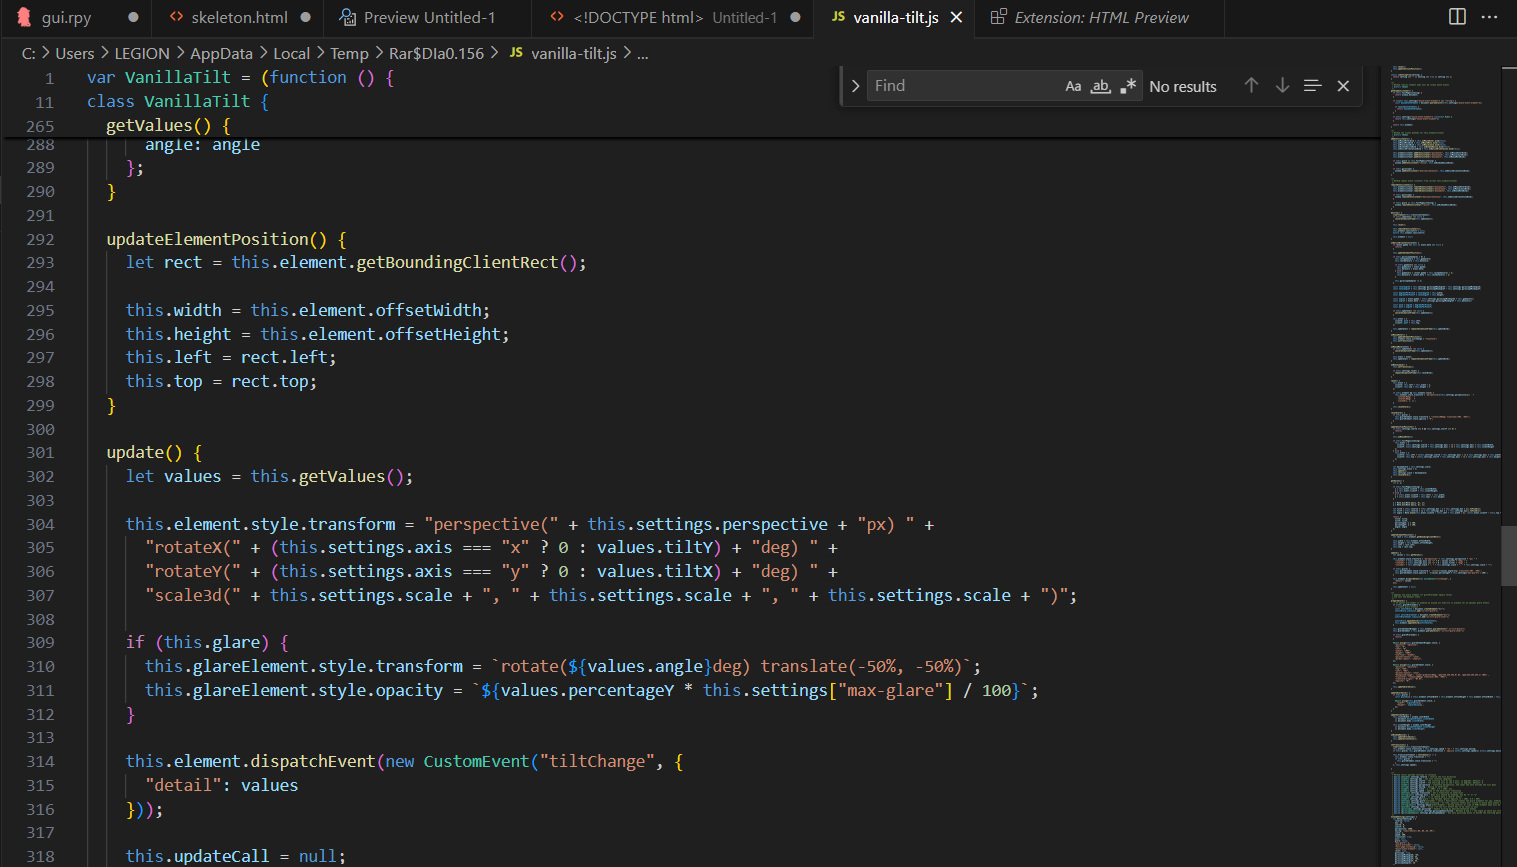 gui.rpy
skeleton.html
Preview Untitled-1
<!DOCTYPE html> Untitled-1
JS vanilla-tilt.js
Extension: HTML Preview
C: > Users > LEGION > AppData > Local > Temp > Rar$DIa0.156 > JS vanilla-tilt.js > ...
Find
Aa ab .*
No results
1 var VanillaTilt = (function () {
11 class VanillaTilt {
265 getValues() {
288 angle: angle
289 };
290 }
291
292 updateElementPosition() {
293 let rect = this.element.getBoundingClientRect();
294
295 this.width = this.element.offsetWidth;
296 this.height = this.element.offsetHeight;
297 this.left = rect.left;
298 this.top = rect.top;
299 }
300
301 update() {
302 let values = this.getValues();
303
304 this.element.style.transform = "perspective(" + this.settings.perspective + "px) " +
305 "rotateX(" + (this.settings.axis === "x" ? 0 : values.tiltY) + "deg) " +
306 "rotateY(" + (this.settings.axis === "y" ? 0 : values.tiltX) + "deg) " +
307 "scale3d(" + this.settings.scale + ", " + this.settings.scale + ", " + this.settings.scale + ")";
308
309 if (this.glare) {
310 this.glareElement.style.transform = `rotate(${values.angle}deg) translate(-50%, -50%)`;
311 this.glareElement.style.opacity = `${values.percentageY * this.settings["max-glare"] / 100}`;
312 }
313
314 this.element.dispatchEvent(new CustomEvent("tiltChange", {
315 "detail": values
316 }));
317
318 this.updateCall = null;